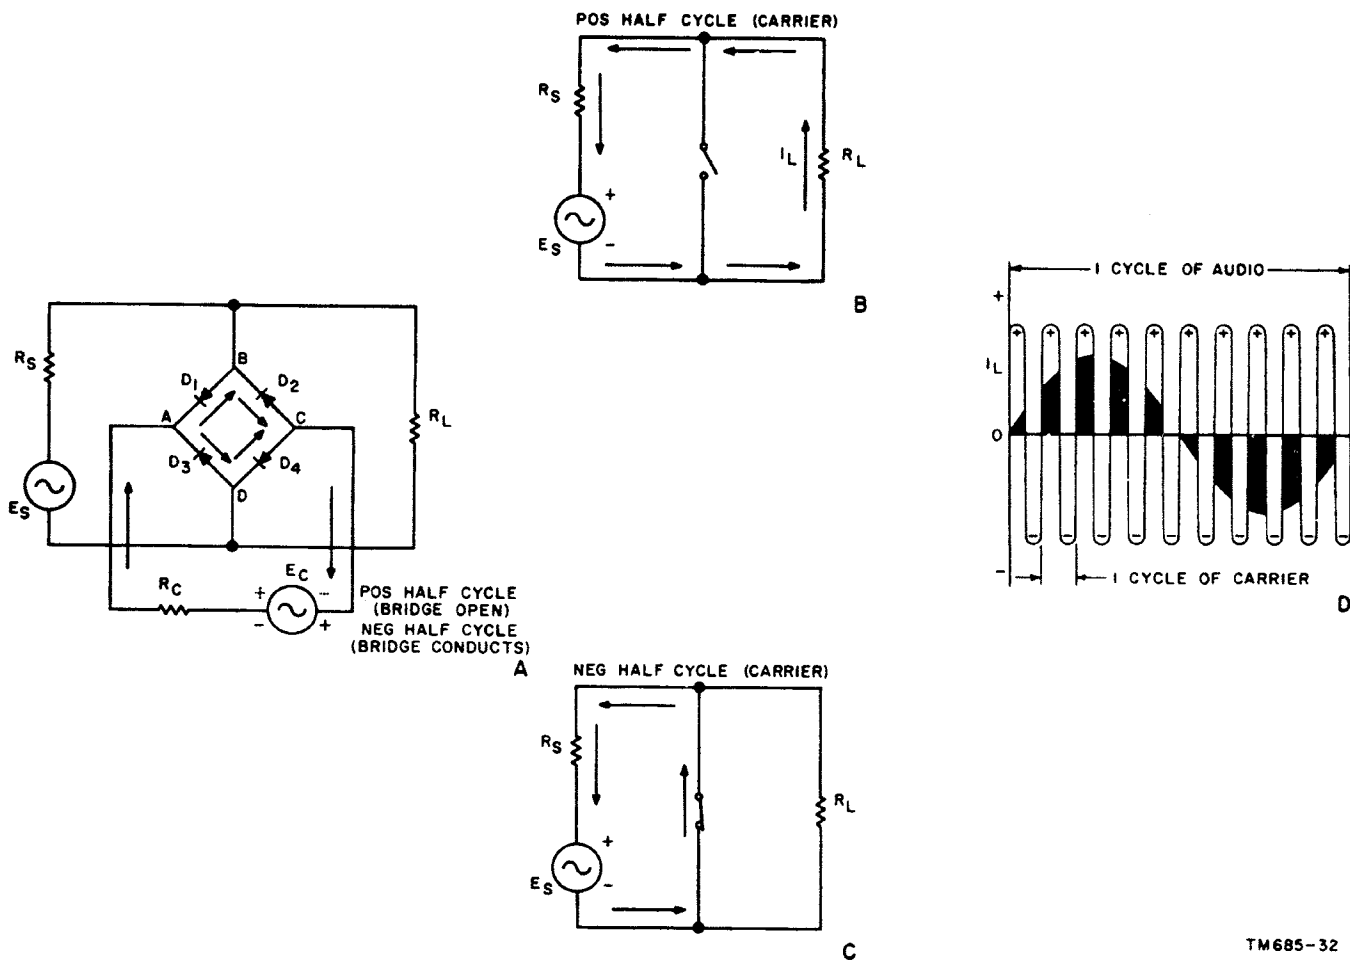 POS HALF CYCLE (CARRIER)
RS
ES
+
-
IL
RL
B
RS
ES
B
D1
D2
A
C
D3
D4
D
RL
RC
EC
+ -
- +
POS HALF CYCLE
(BRIDGE OPEN)
NEG HALF CYCLE
(BRIDGE CONDUCTS)
A
NEG HALF CYCLE (CARRIER)
RS
ES
+
-
RL
C
1 CYCLE OF AUDIO
+
+ + + + + + + + + +
IL
0
- - - - - - - - - -
-
1 CYCLE OF CARRIER
D
TM685-32